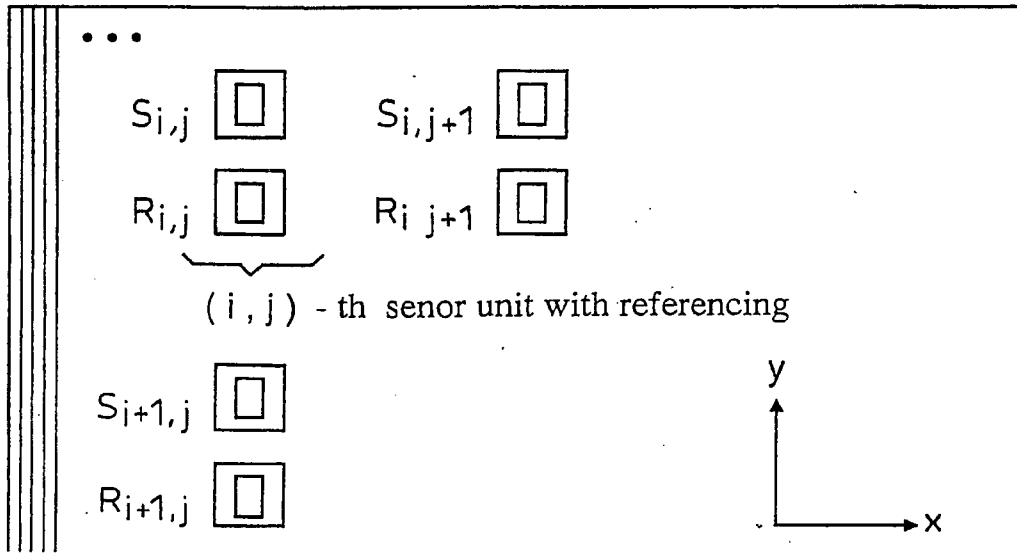 • • •
Si,j Si,j+1
Ri,j Ri j+1
(i,j) - th senor unit with referencing
Si+1,j
y
Ri+1,j
x